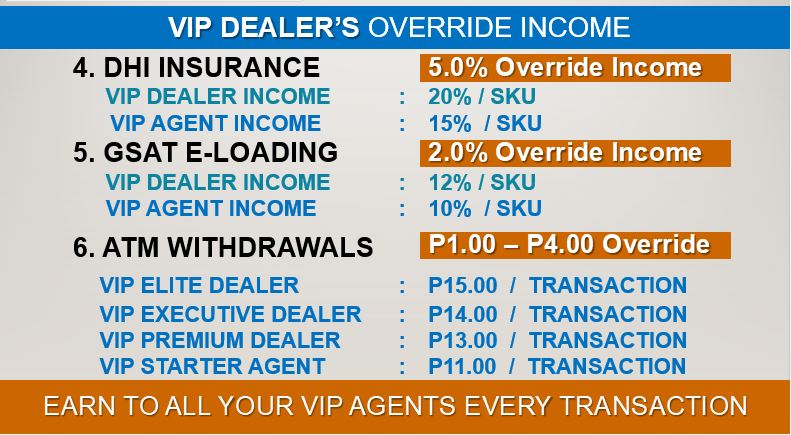 VIP DEALER'S OVERRIDE INCOME
4. DHI INSURANCE 5.0% Override Income
VIP DEALER INCOME : 20% / SKU
VIP AGENT INCOME : 15% / SKU
5. GSAT E-LOADING 2.0% Override Income
VIP DEALER INCOME : 12% / SKU
VIP AGENT INCOME : 10% / SKU
6. ATM WITHDRAWALS P1.00 – P4.00 Override
VIP ELITE DEALER : P15.00 / TRANSACTION
VIP EXECUTIVE DEALER : P14.00 / TRANSACTION
VIP PREMIUM DEALER : P13.00 / TRANSACTION
VIP STARTER AGENT : P11.00 / TRANSACTION
EARN TO ALL YOUR VIP AGENTS EVERY TRANSACTION